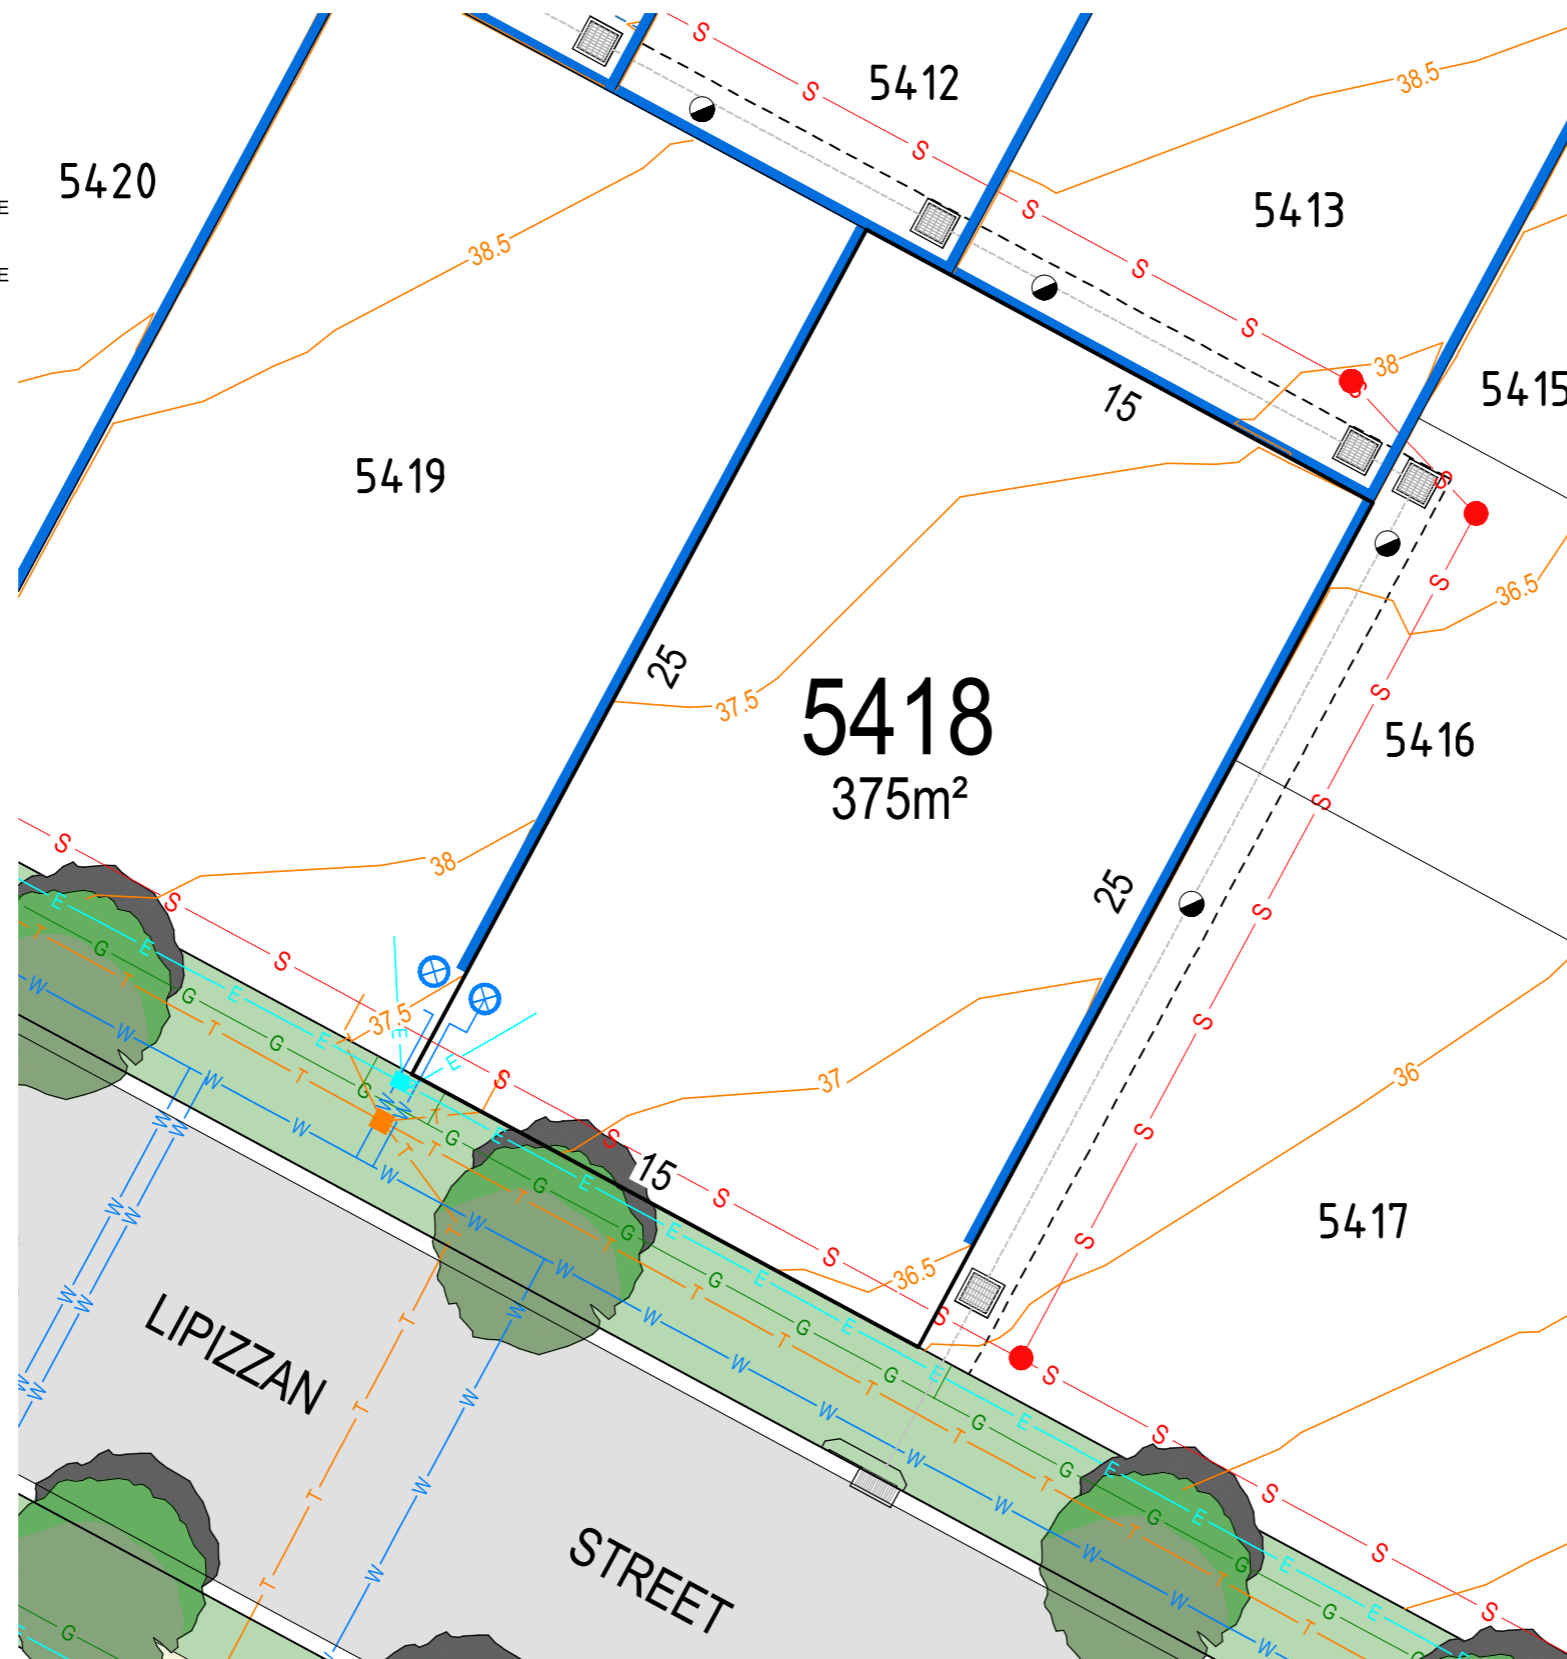 5412
38.5
5420
E
5413
38.5
E
38
5415
15
5419
36.5
25
5418
37.5
5416
375m²
38
25
37.5
36
37
15
5417
36.5
LIPIZZAN
STREET
S S S S S S S S
S S S S S S S S
S S S S S S S S S S S S S S
E E E E E E E E E E E E E E E E
G G G G G G G G G G G G G G G
T T T T T T T T T T T T
W W W W W W W W W W W W W W